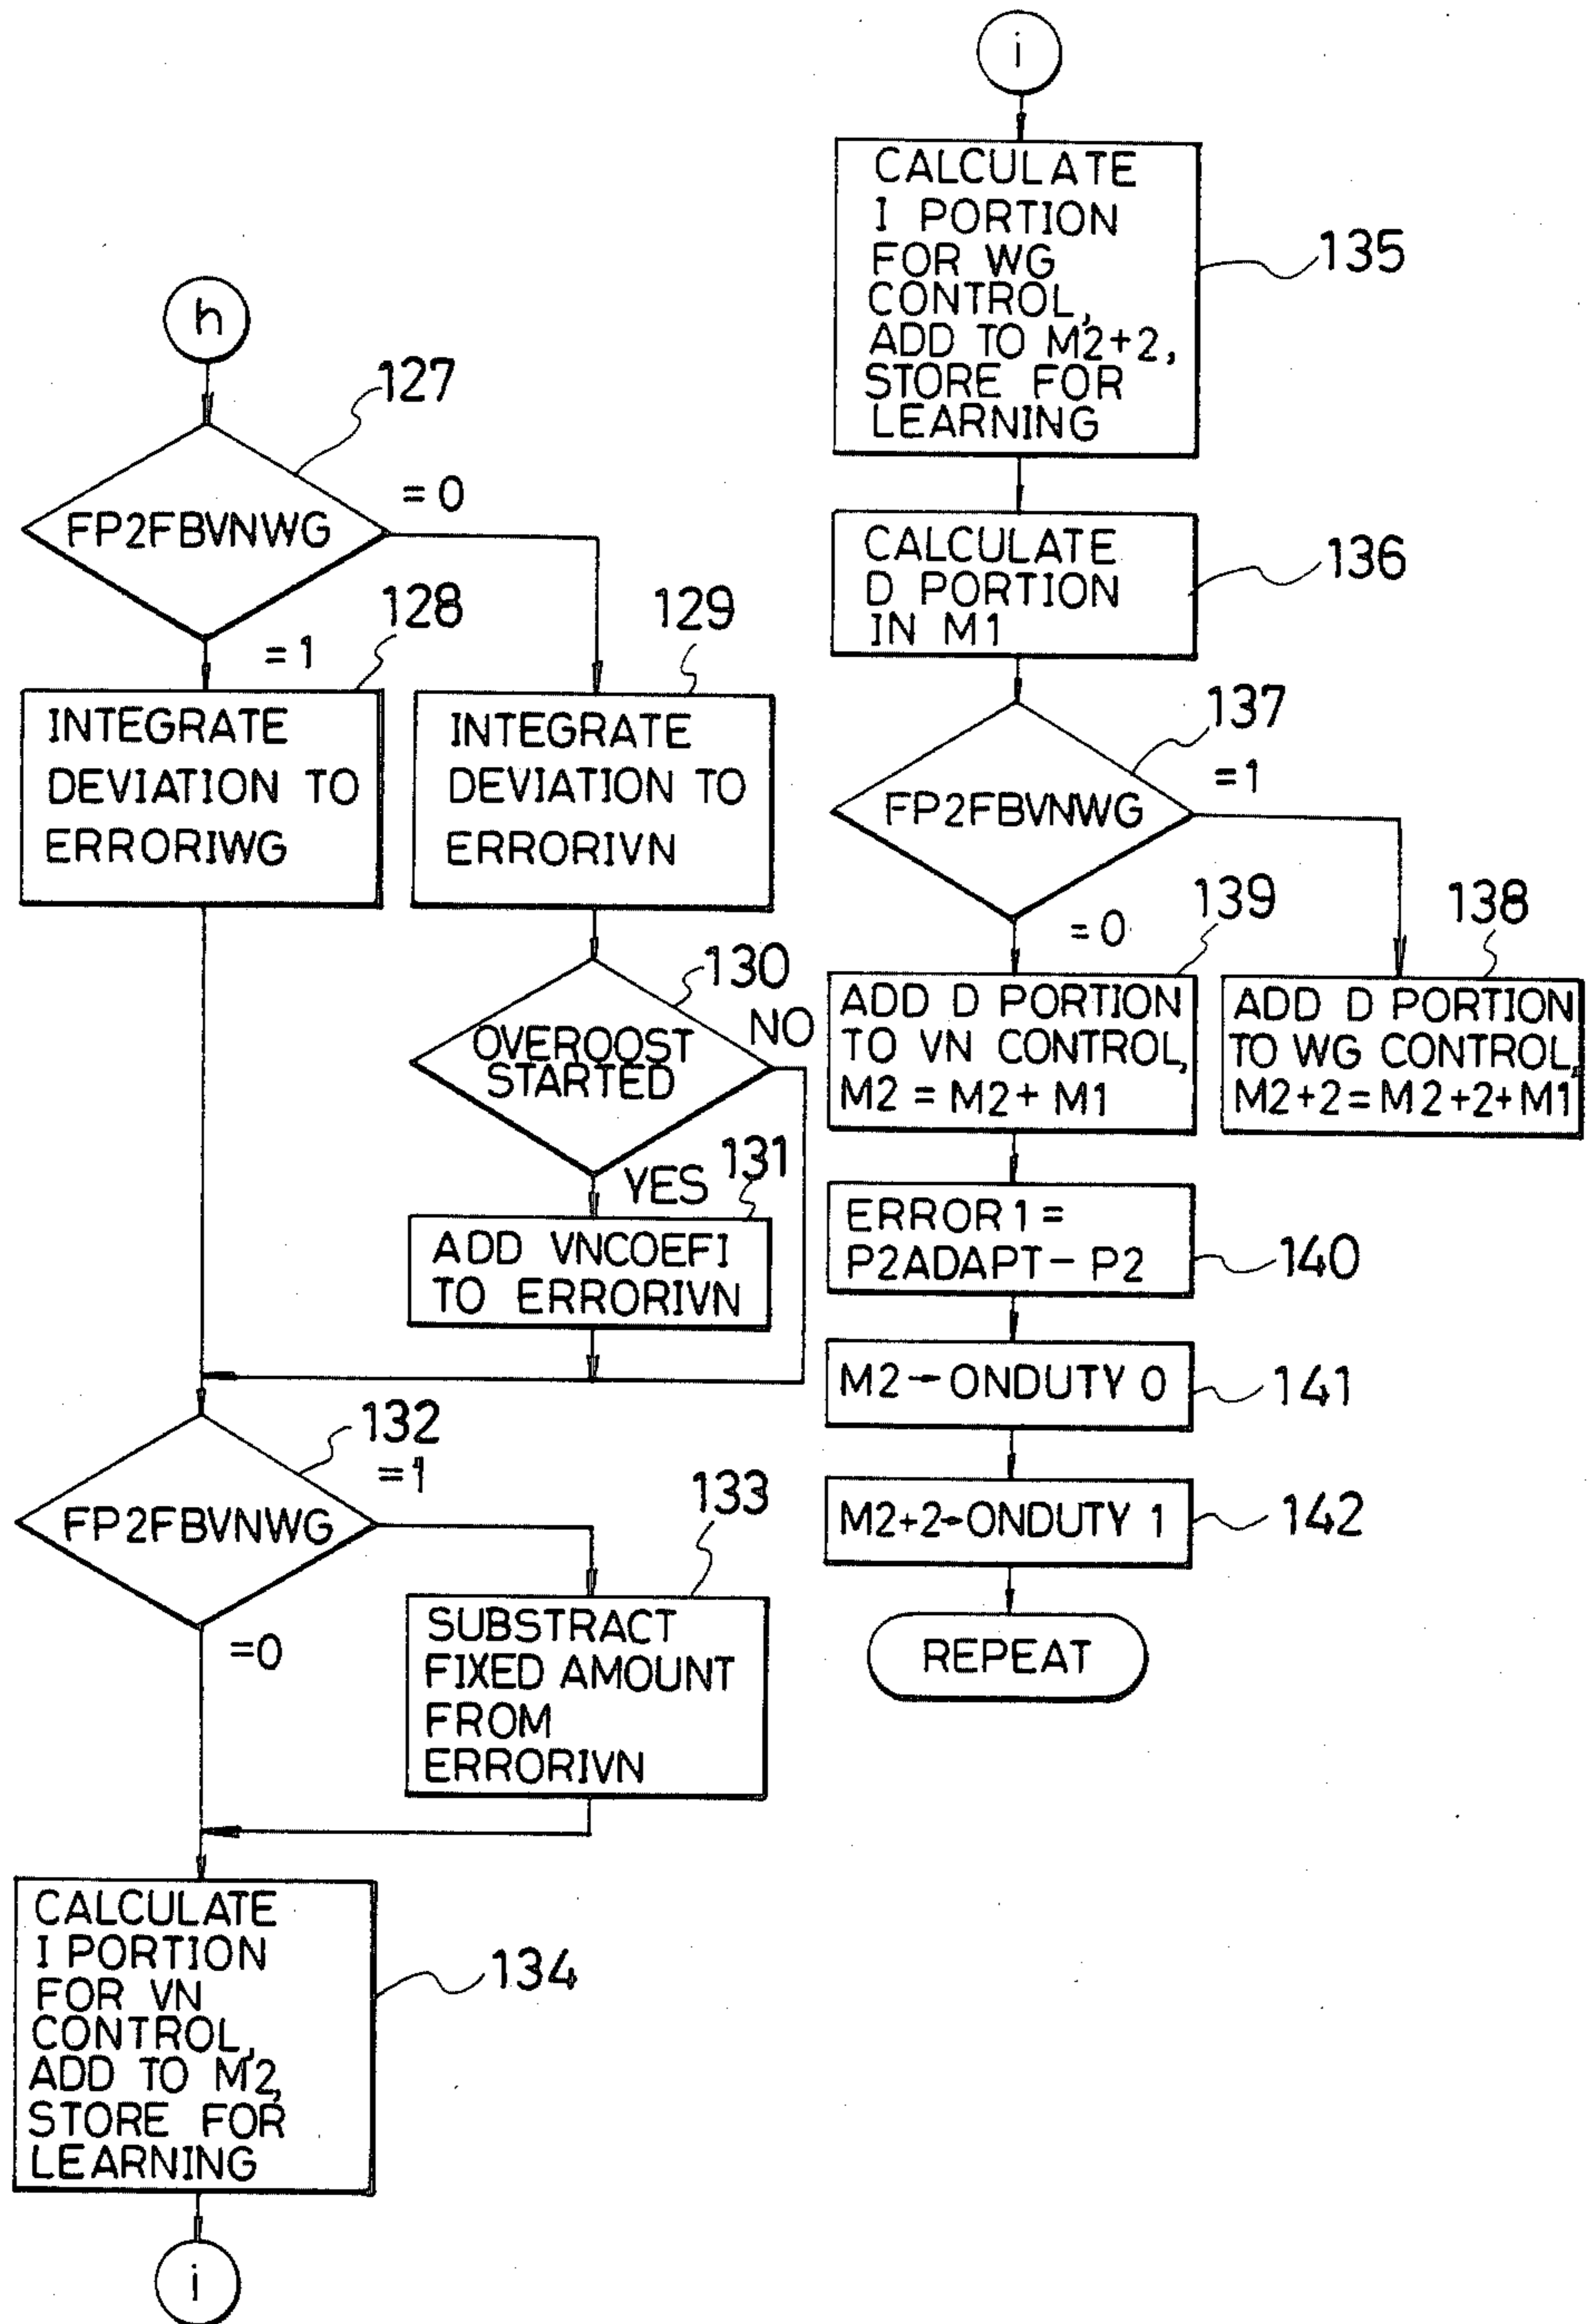 h
127
FP2FBVNWG
=0
=1
128
INTEGRATE
DEVIATION TO
ERRORIWG
129
INTEGRATE
DEVIATION TO
ERRORIVN
130
OVEROOST
STARTED
NO
YES
131
ADD VNCOEFI
TO ERRORIVN
132
FP2FBVNWG
=1
=0
133
SUBSTRACT
FIXED AMOUNT
FROM
ERRORIVN
CALCULATE
I PORTION
FOR VN
CONTROL,
ADD TO M2,
STORE FOR
LEARNING
134
i
i
CALCULATE
I PORTION
FOR WG
CONTROL,
ADD TO M2+2,
STORE FOR
LEARNING
135
CALCULATE
D PORTION
IN M1
136
137
FP2FBVNWG
=1
=0
139
ADD D PORTION
TO VN CONTROL,
M2 = M2+ M1
138
ADD D PORTION
TO WG CONTROL,
M2+2=M2+2+M1
ERROR1=
P2ADAPT-P2
140
M2→ONDUTY 0
141
M2+2→ONDUTY 1
142
REPEAT